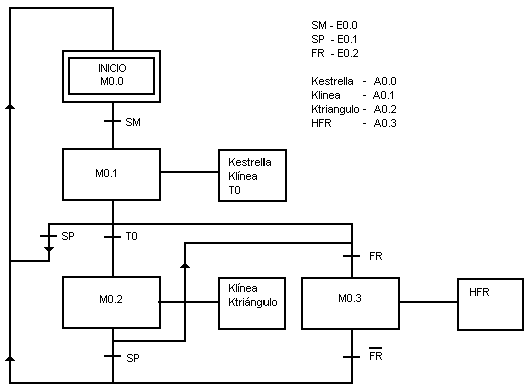 SM - E0.0
SP - E0.1
FR - E0.2
INICIO
M0.0
Kestrella - A0.0
Klinea - A0.1
Ktriangulo - A0.2
HFR - A0.3
SM
M0.1
Kestrella
Klínea
T0
SP
T0
FR
M0.2
Klínea
Ktriángulo
M0.3
HFR
SP
F̅R̅